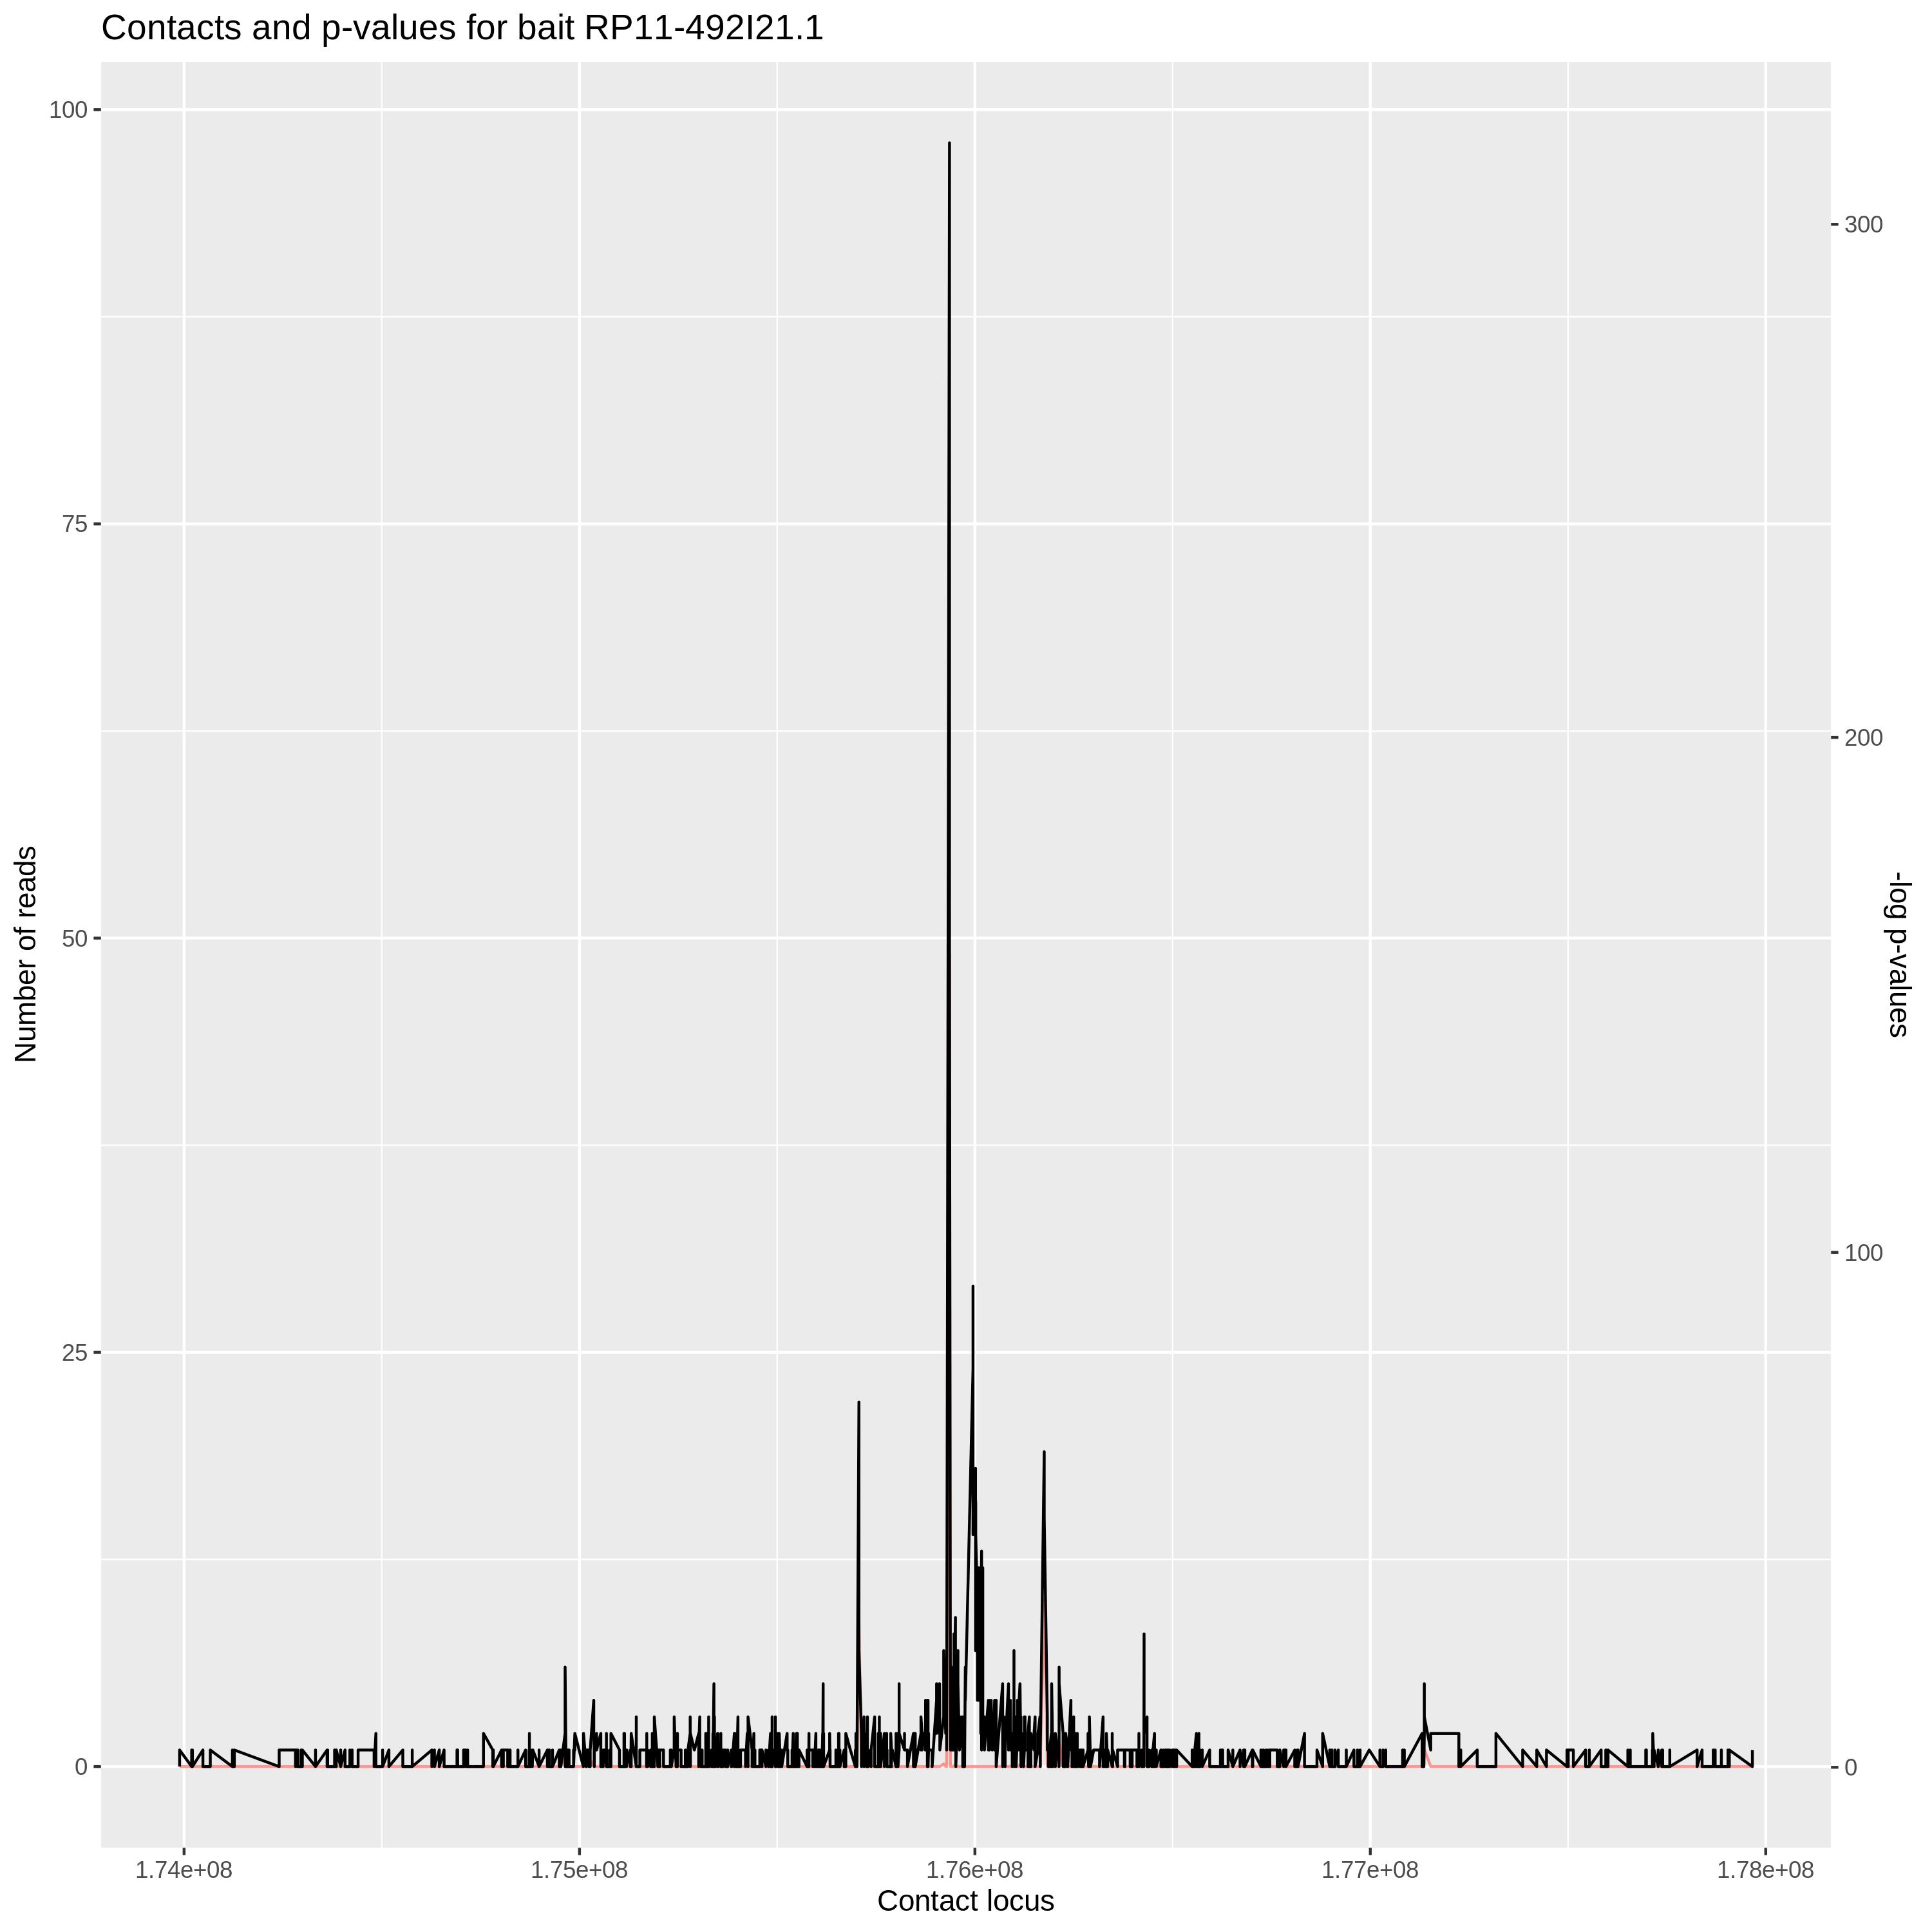 Contacts and p-values for bait RP11-492I21.1
100
75
50
25
0
Number of reads
300
200
100
0
-log p-values
1.74e+08
1.75e+08
1.76e+08
1.77e+08
1.78e+08
Contact locus